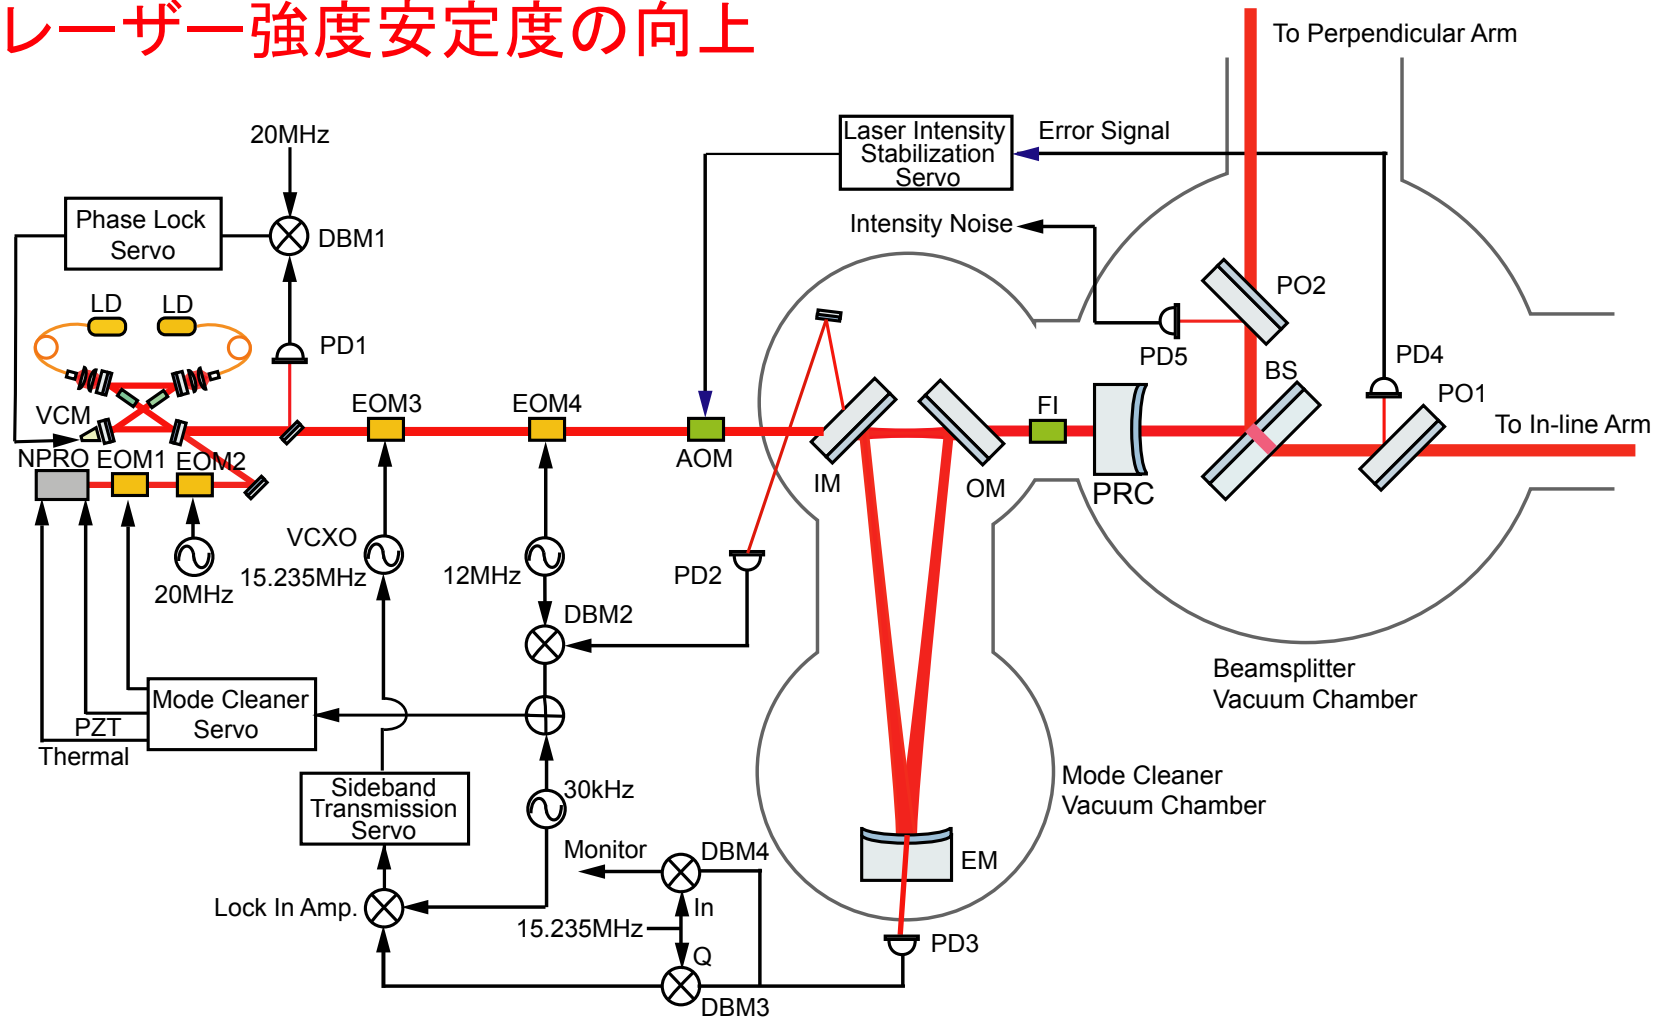 レーザー強度安定度の向上
To Perpendicular Arm
20MHz
Laser Intensity
Stabilization
Servo
Error Signal
Phase Lock
Servo
DBM1
Intensity Noise
LD
LD
PD1
PO2
PD5
BS
PD4
PO1
VCM
EOM3
EOM4
AOM
FI
To In-line Arm
NPRO
EOM1
EOM2
IM
OM
PRC
VCXO
15.235MHz
12MHz
PD2
20MHz
DBM2
Beamsplitter
Vacuum Chamber
Mode Cleaner
Servo
PZT
Thermal
Sideband
Transmission
Servo
30kHz
Mode Cleaner
Vacuum Chamber
Monitor
DBM4
EM
Lock In Amp.
In
15.235MHz
Q
PD3
DBM3